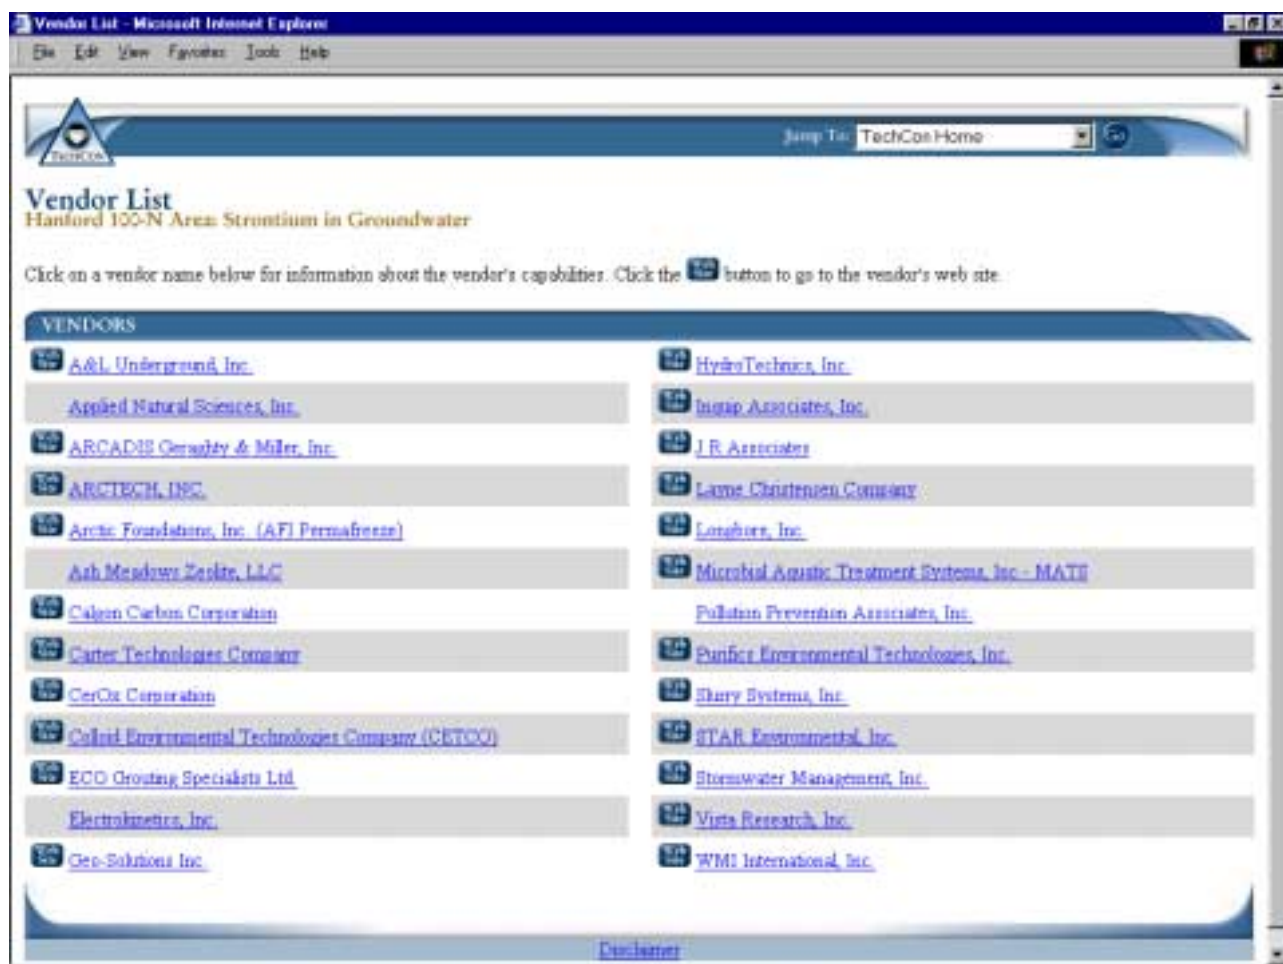 Vendor List - Microsoft Internet Explorer
File Edit View Favorites Tools Help
TechCon
Jump To: TechCon Home Go
Vendor List
Hanford 100-N Area: Strontium in Groundwater
Click on a vendor name below for information about the vendor's capabilities. Click the button to go to the vendor's web site.
VENDORS
A&L Underground, Inc.
Applied Natural Sciences, Inc.
ARCADIS Geraghty & Miller, Inc.
ARCTECH, INC.
Arctic Foundations, Inc. (AFI Permafreeze)
Ash Meadows Zeolite, LLC
Calgon Carbon Corporation
Carter Technologies Company
CerOx Corporation
Colloid Environmental Technologies Company (CETCO)
ECO Grouting Specialists Ltd.
Electrokinetics, Inc.
Geo-Solutions Inc.
HydroTechnics, Inc.
Inquip Associates, Inc.
J R Associates
Layne Christensen Company
Longbore, Inc.
Microbial Aquatic Treatment Systems, Inc - MATS
Pollution Prevention Associates, Inc.
Purifics Environmental Technologies, Inc.
Slurry Systems, Inc.
STAR Environmental, Inc.
Stormwater Management, Inc.
Vista Research, Inc.
WMI International, Inc.
Disclaimer